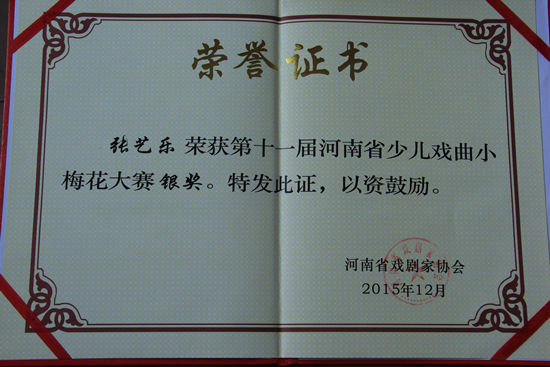 荣誉证书
张艺乐 荣获第十一届河南省少儿戏曲小
梅花大赛 银奖。特发此证，以资鼓励。
河南省戏剧家协会
2015年12月